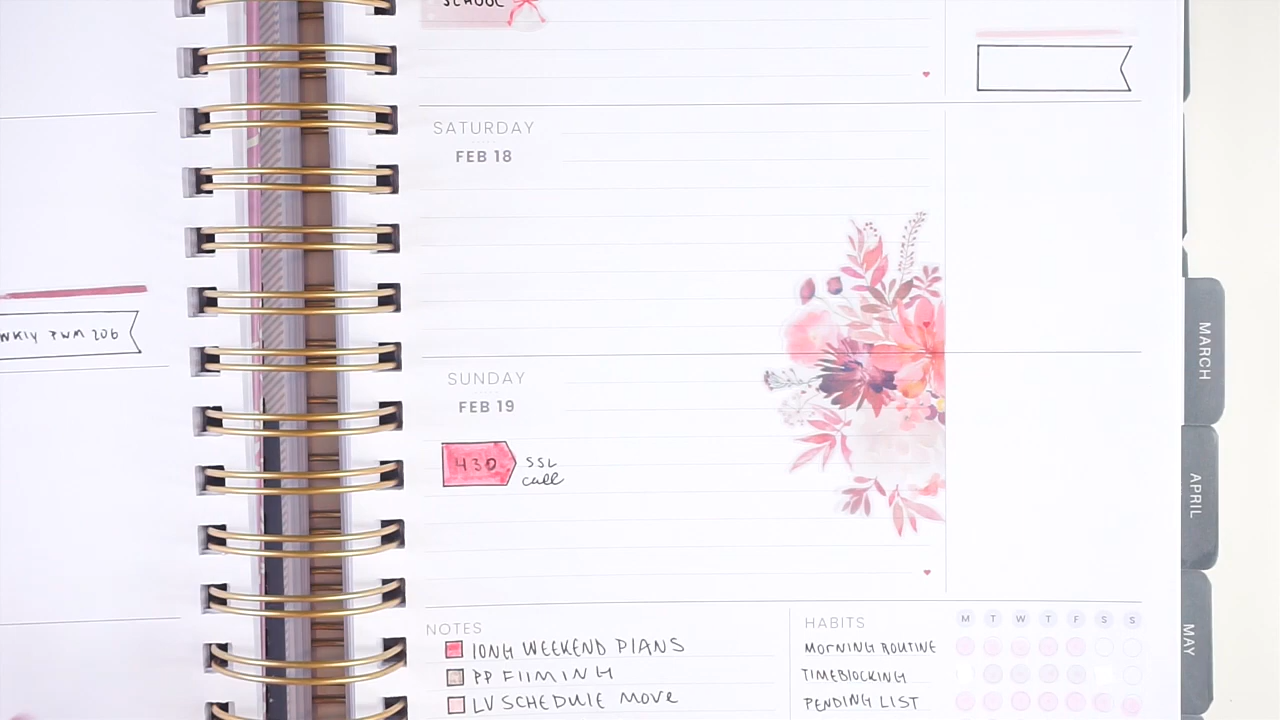 SCHOOL
SATURDAY
FEB 18
WKLY PWM 206
SUNDAY
FEB 19
430 SSL
call
MARCH
APRIL
MAY
NOTES
LONG WEEKEND PLANS
PP FILMING
LV SCHEDULE MOVE
HABITS M T W T F S S
MORNING ROUTINE
TIMEBLOCKING
PENDING LIST